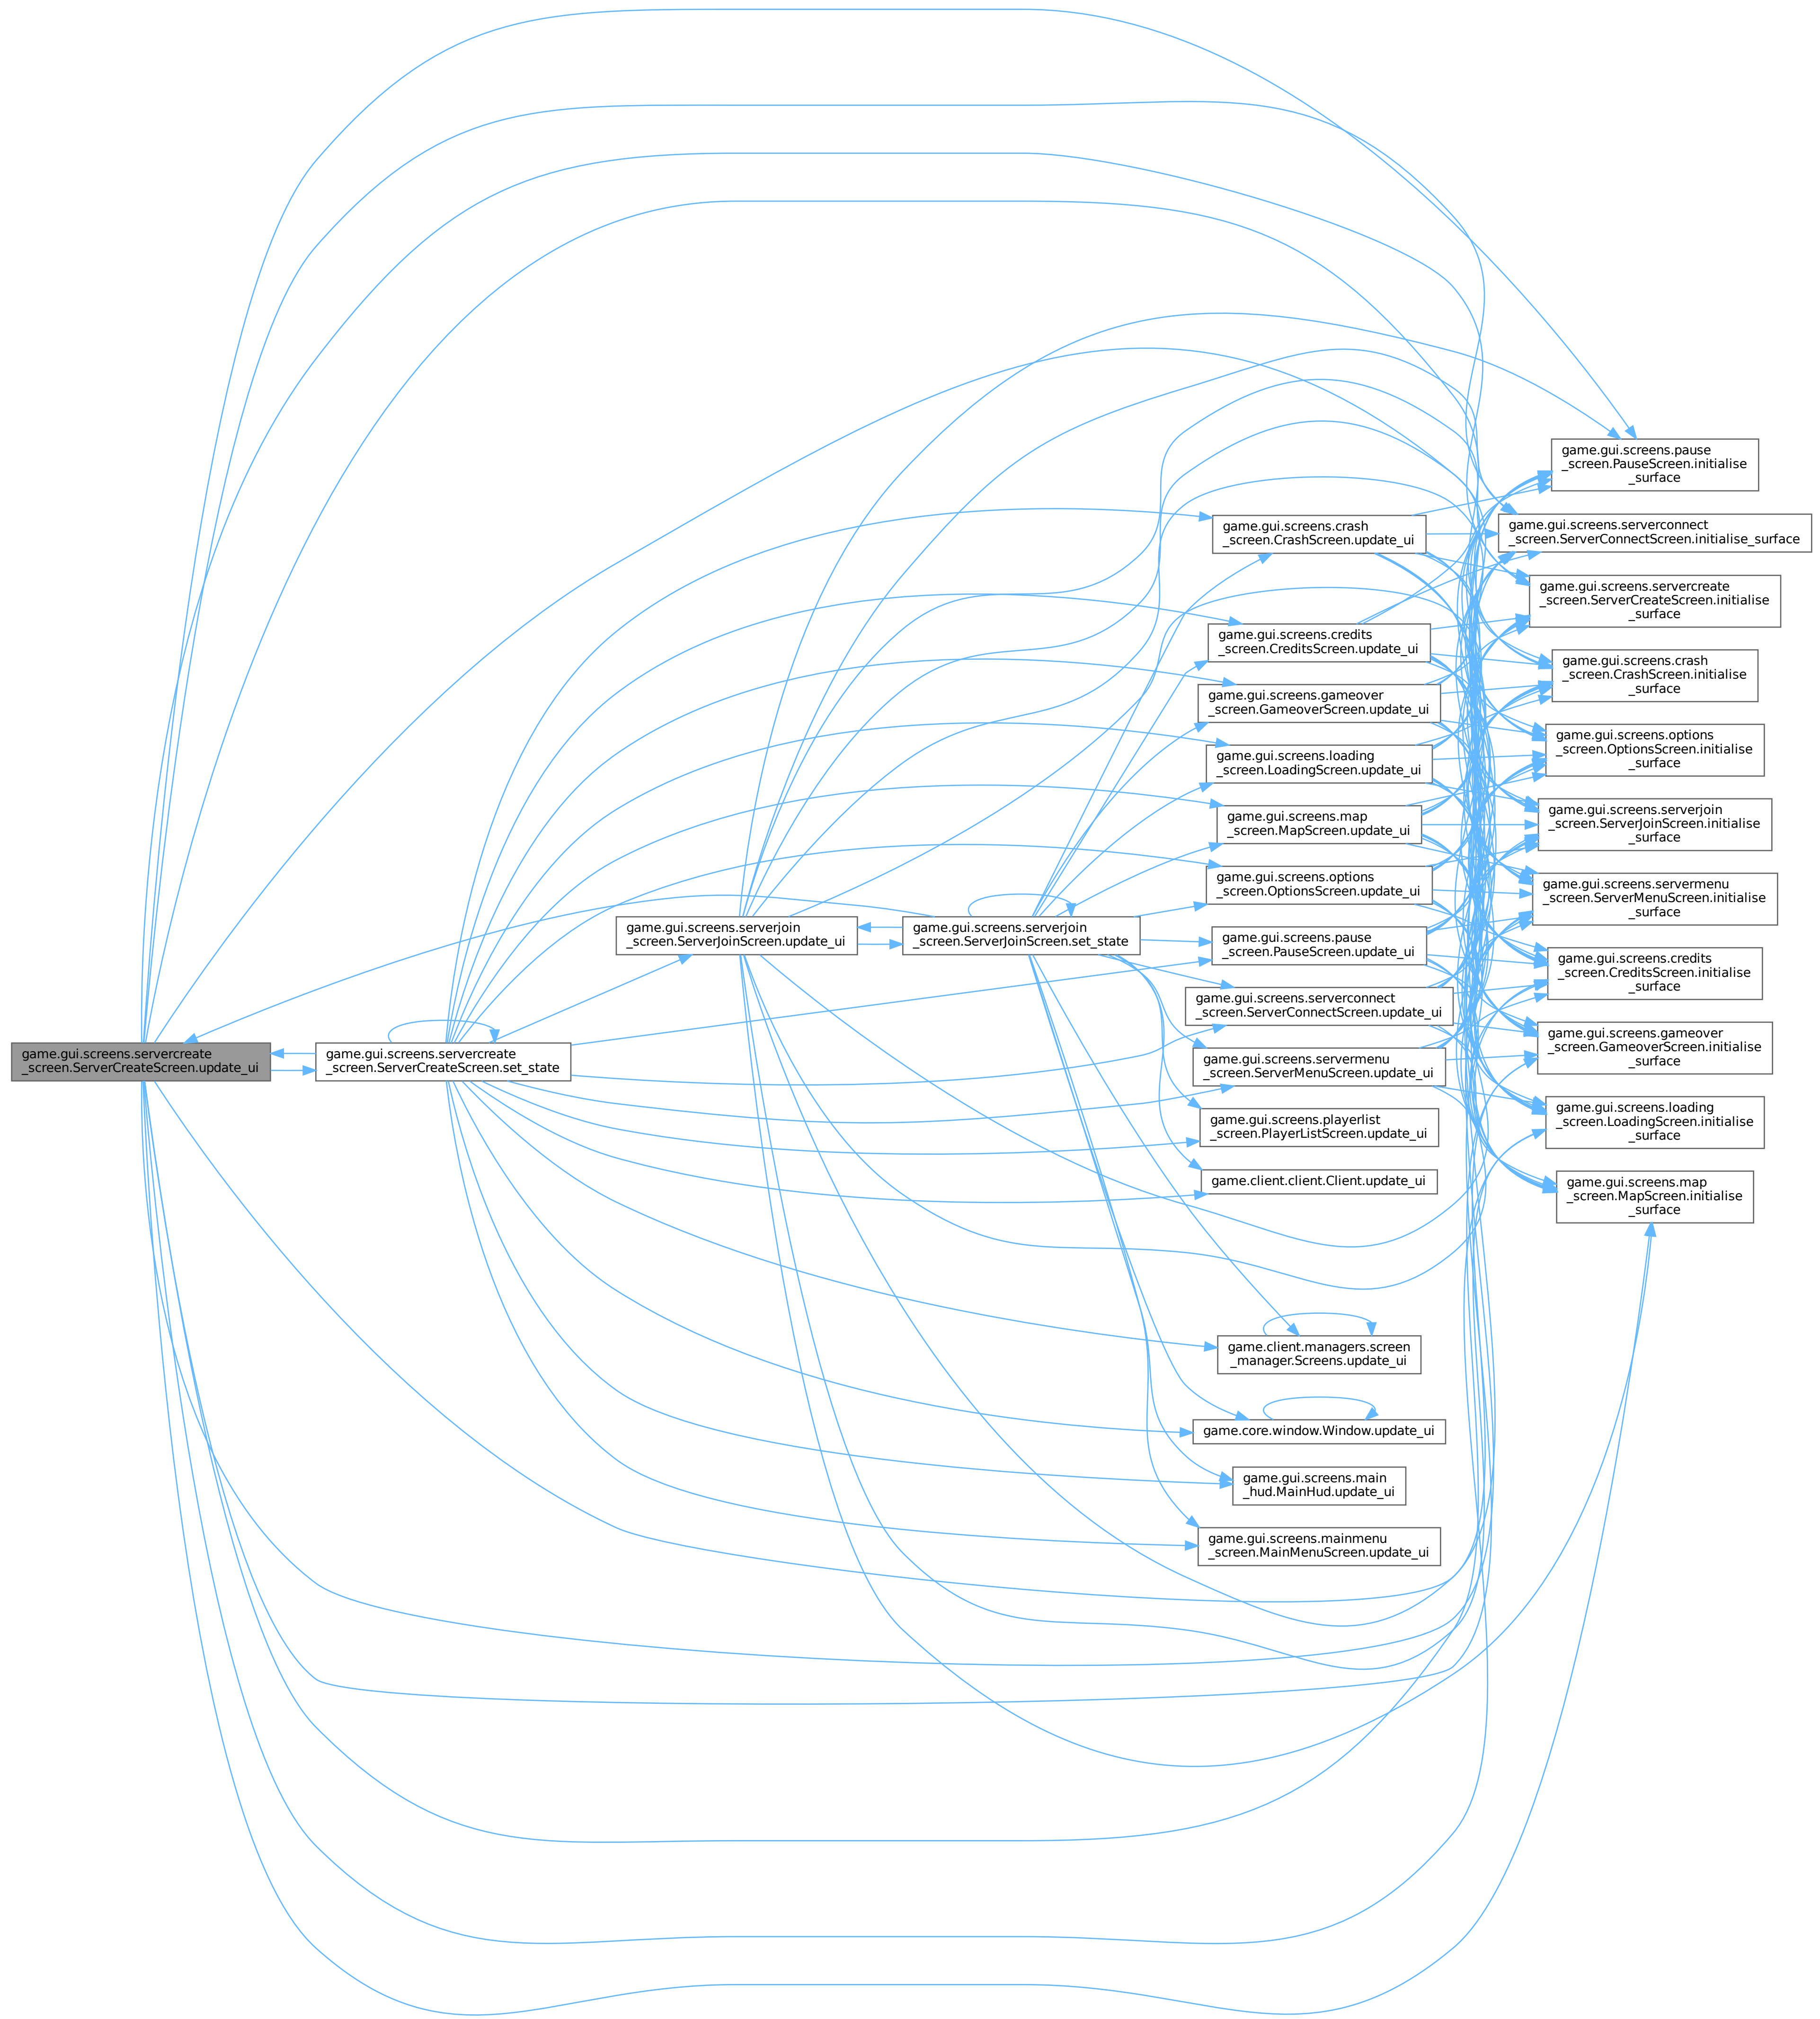 game.gui.screens.servercreate
_screen.ServerCreateScreen.update_ui
game.gui.screens.servercreate
_screen.ServerCreateScreen.set_state
game.gui.screens.serverjoin
_screen.ServerJoinScreen.update_ui
game.gui.screens.serverjoin
_screen.ServerJoinScreen.set_state
game.gui.screens.crash
_screen.CrashScreen.update_ui
game.gui.screens.credits
_screen.CreditsScreen.update_ui
game.gui.screens.gameover
_screen.GameoverScreen.update_ui
game.gui.screens.loading
_screen.LoadingScreen.update_ui
game.gui.screens.map
_screen.MapScreen.update_ui
game.gui.screens.options
_screen.OptionsScreen.update_ui
game.gui.screens.pause
_screen.PauseScreen.update_ui
game.gui.screens.serverconnect
_screen.ServerConnectScreen.update_ui
game.gui.screens.servermenu
_screen.ServerMenuScreen.update_ui
game.gui.screens.playerlist
_screen.PlayerListScreen.update_ui
game.client.client.Client.update_ui
game.client.managers.screen
_manager.Screens.update_ui
game.core.window.Window.update_ui
game.gui.screens.main
_hud.MainHud.update_ui
game.gui.screens.mainmenu
_screen.MainMenuScreen.update_ui
game.gui.screens.pause
_screen.PauseScreen.initialise
_surface
game.gui.screens.serverconnect
_screen.ServerConnectScreen.initialise_surface
game.gui.screens.servercreate
_screen.ServerCreateScreen.initialise
_surface
game.gui.screens.crash
_screen.CrashScreen.initialise
_surface
game.gui.screens.options
_screen.OptionsScreen.initialise
_surface
game.gui.screens.serverjoin
_screen.ServerJoinScreen.initialise
_surface
game.gui.screens.servermenu
_screen.ServerMenuScreen.initialise
_surface
game.gui.screens.credits
_screen.CreditsScreen.initialise
_surface
game.gui.screens.gameover
_screen.GameoverScreen.initialise
_surface
game.gui.screens.loading
_screen.LoadingScreen.initialise
_surface
game.gui.screens.map
_screen.MapScreen.initialise
_surface